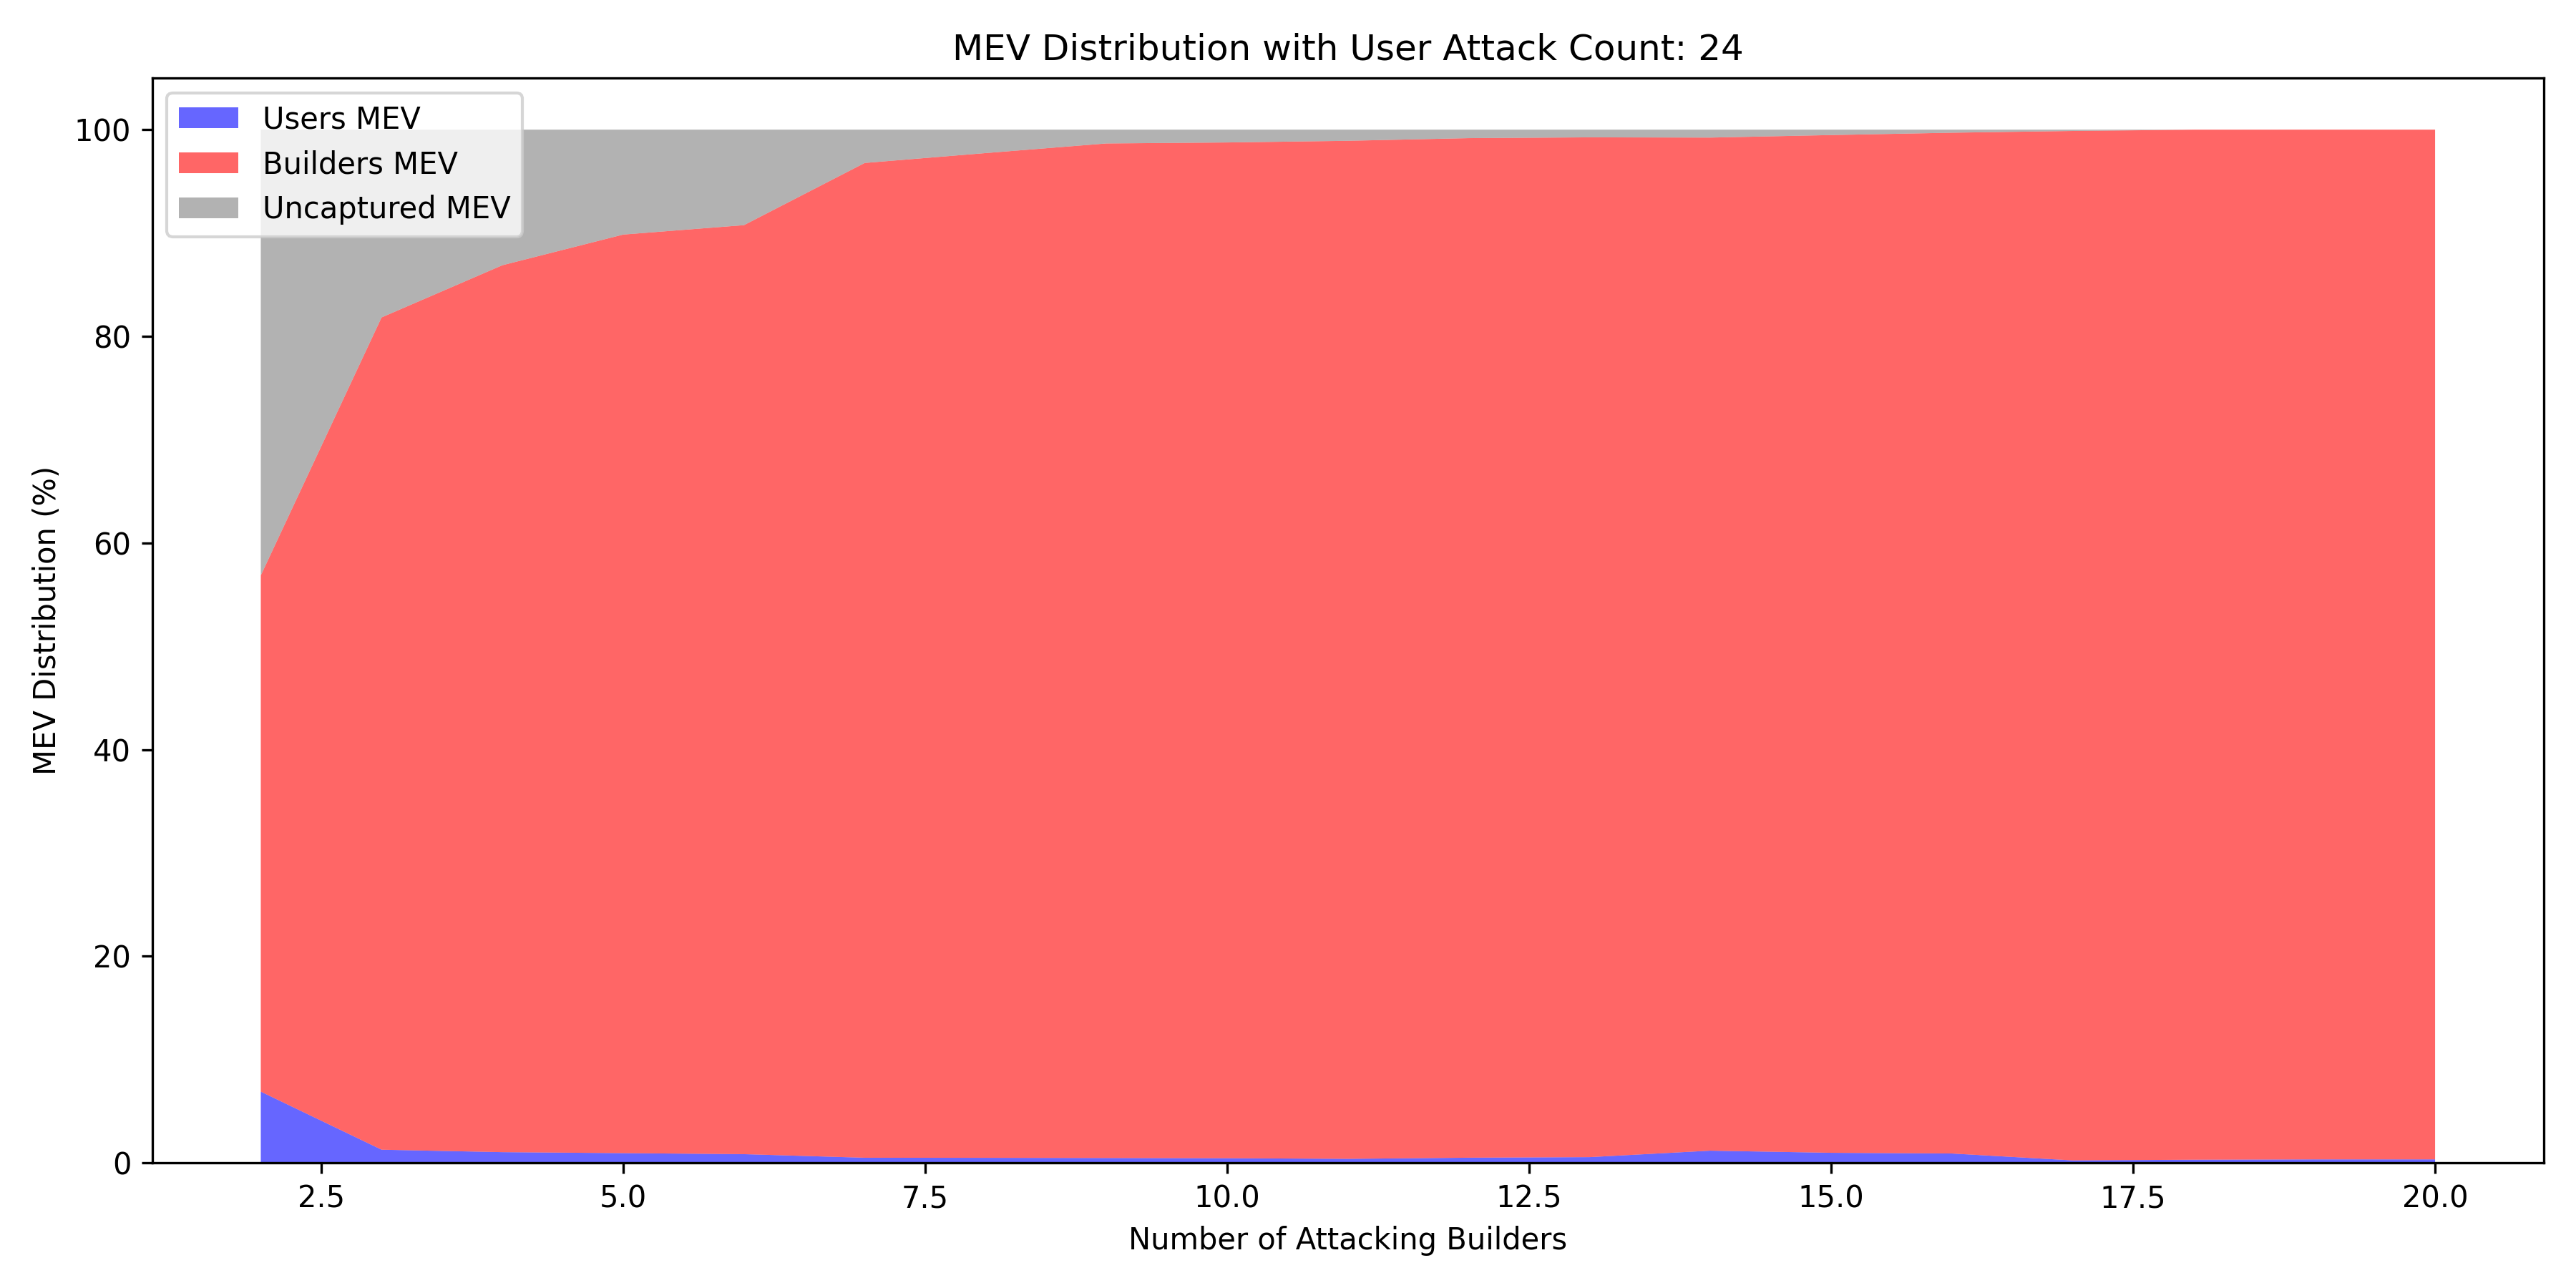 MEV Distribution with User Attack Count: 24
Users MEV
Builders MEV
Uncaptured MEV
100
80
60
40
20
0
MEV Distribution (%)
2.5 5.0 7.5 10.0 12.5 15.0 17.5 20.0
Number of Attacking Builders